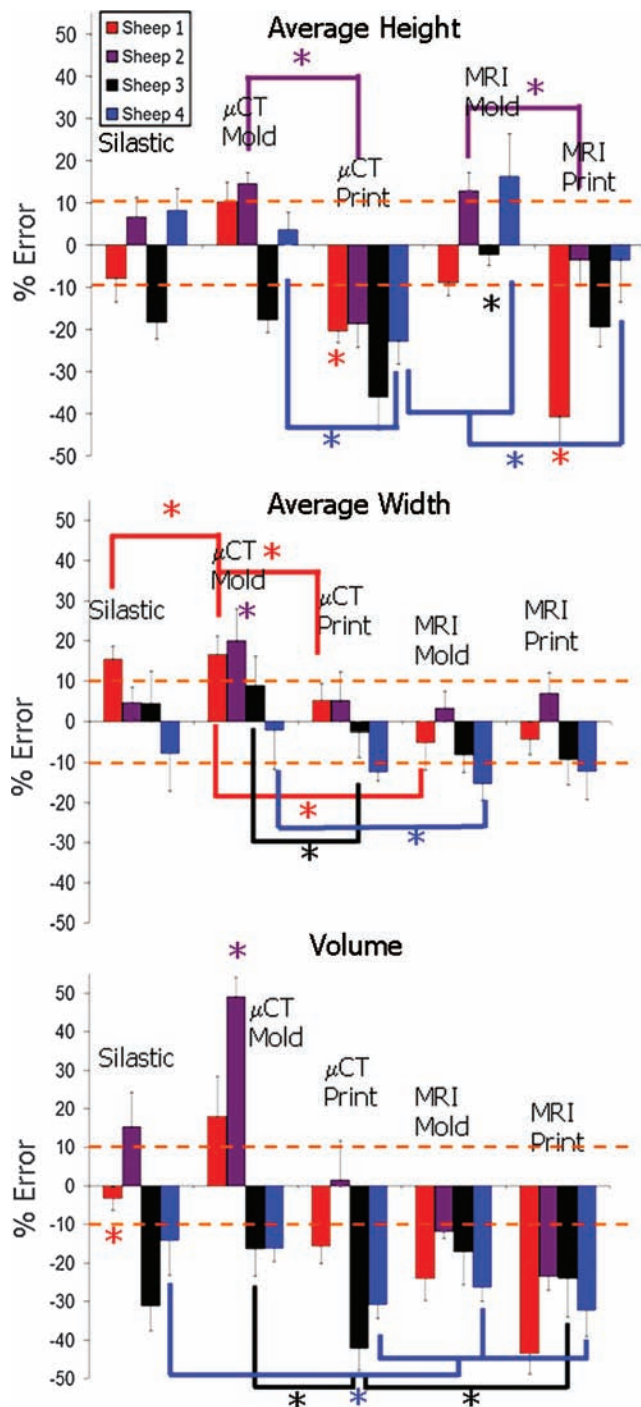 Average Height
50
Sheep 1
Sheep 2
Sheep 3
Sheep 4
*
40
30
20
10
0
-10
-20
-30
-40
-50
% Error
Silastic
μCT
Mold
μCT
Print
MRI
Mold
*
MRI
Print
*
*
*
*
*
Average Width
50
40
30
20
10
0
-10
-20
-30
-40
-50
% Error
*
*
Silastic
μCT
Mold
*
μCT
Print
MRI
Mold
MRI
Print
*
*
*
Volume
50
40
30
20
10
0
-10
-20
-30
-40
-50
% Error
*
Silastic
μCT
Mold
μCT
Print
MRI
Mold
MRI
Print
*
*
*
*